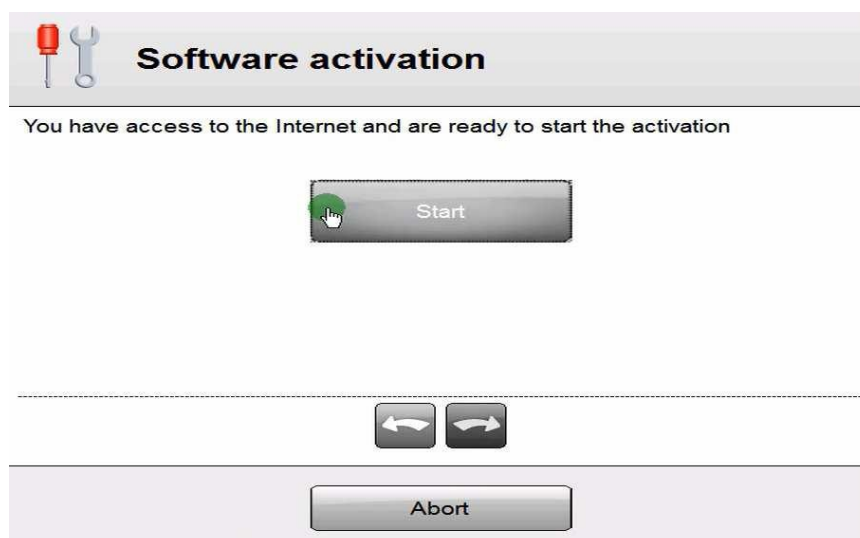 Software activation
You have access to the Internet and are ready to start the activation
Start
Abort